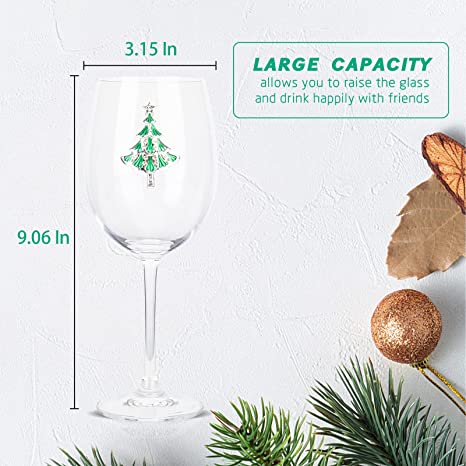 3.15 In
LARGE CAPACITY
allows you to raise the glass
and drink happily with friends
9.06 In